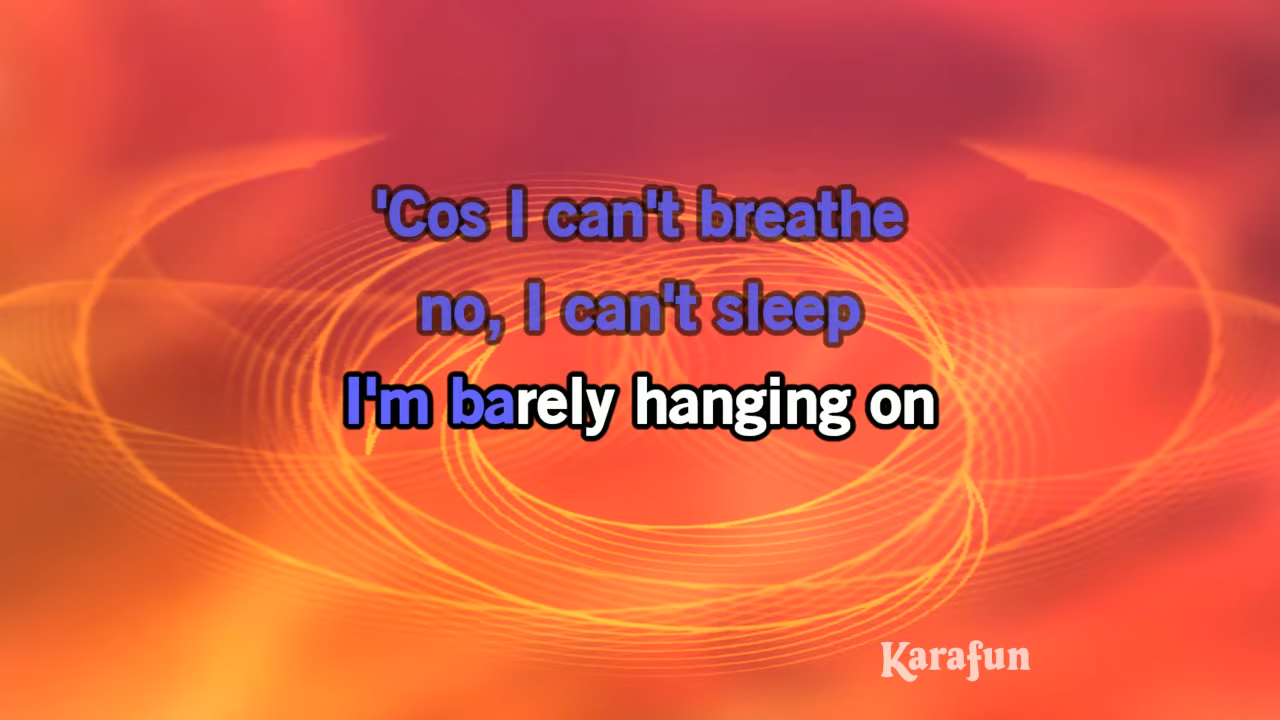 'Cos I can't breathe
no, I can't sleep
I'm barely hanging on
Karafun